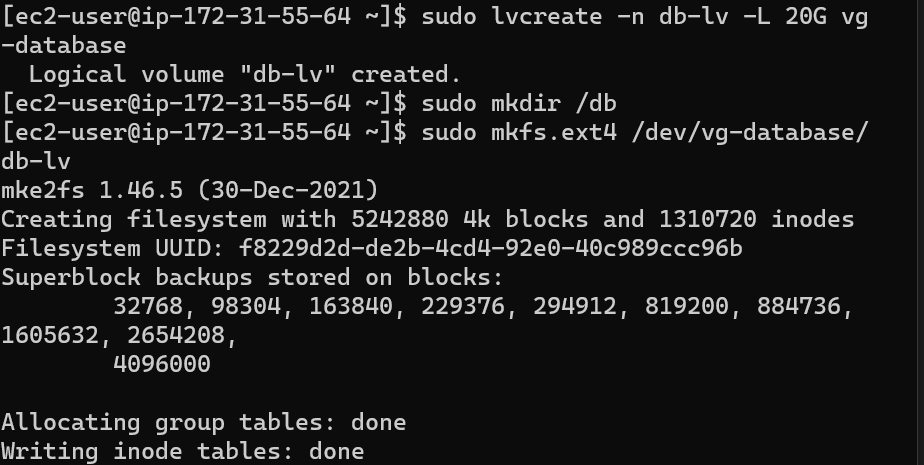 [ec2-user@ip-172-31-55-64 ~]$ sudo lvcreate -n db-lv -L 20G vg
-database
  Logical volume "db-lv" created.
[ec2-user@ip-172-31-55-64 ~]$ sudo mkdir /db
[ec2-user@ip-172-31-55-64 ~]$ sudo mkfs.ext4 /dev/vg-database/
db-lv
mke2fs 1.46.5 (30-Dec-2021)
Creating filesystem with 5242880 4k blocks and 1310720 inodes
Filesystem UUID: f8229d2d-de2b-4cd4-92e0-40c989ccc96b
Superblock backups stored on blocks:
        32768, 98304, 163840, 229376, 294912, 819200, 884736,
1605632, 2654208,
        4096000

Allocating group tables: done
Writing inode tables: done